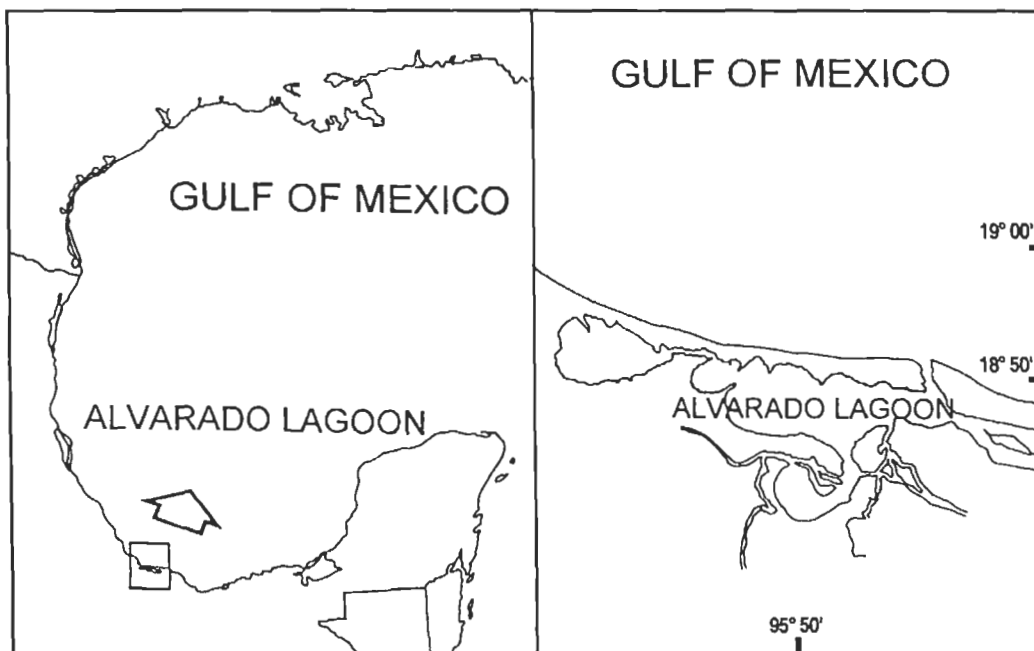 GULF OF MEXICO
ALVARADO LAGOON
GULF OF MEXICO
19° 00'
18° 50'
ALVARADO LAGOON
95° 50'